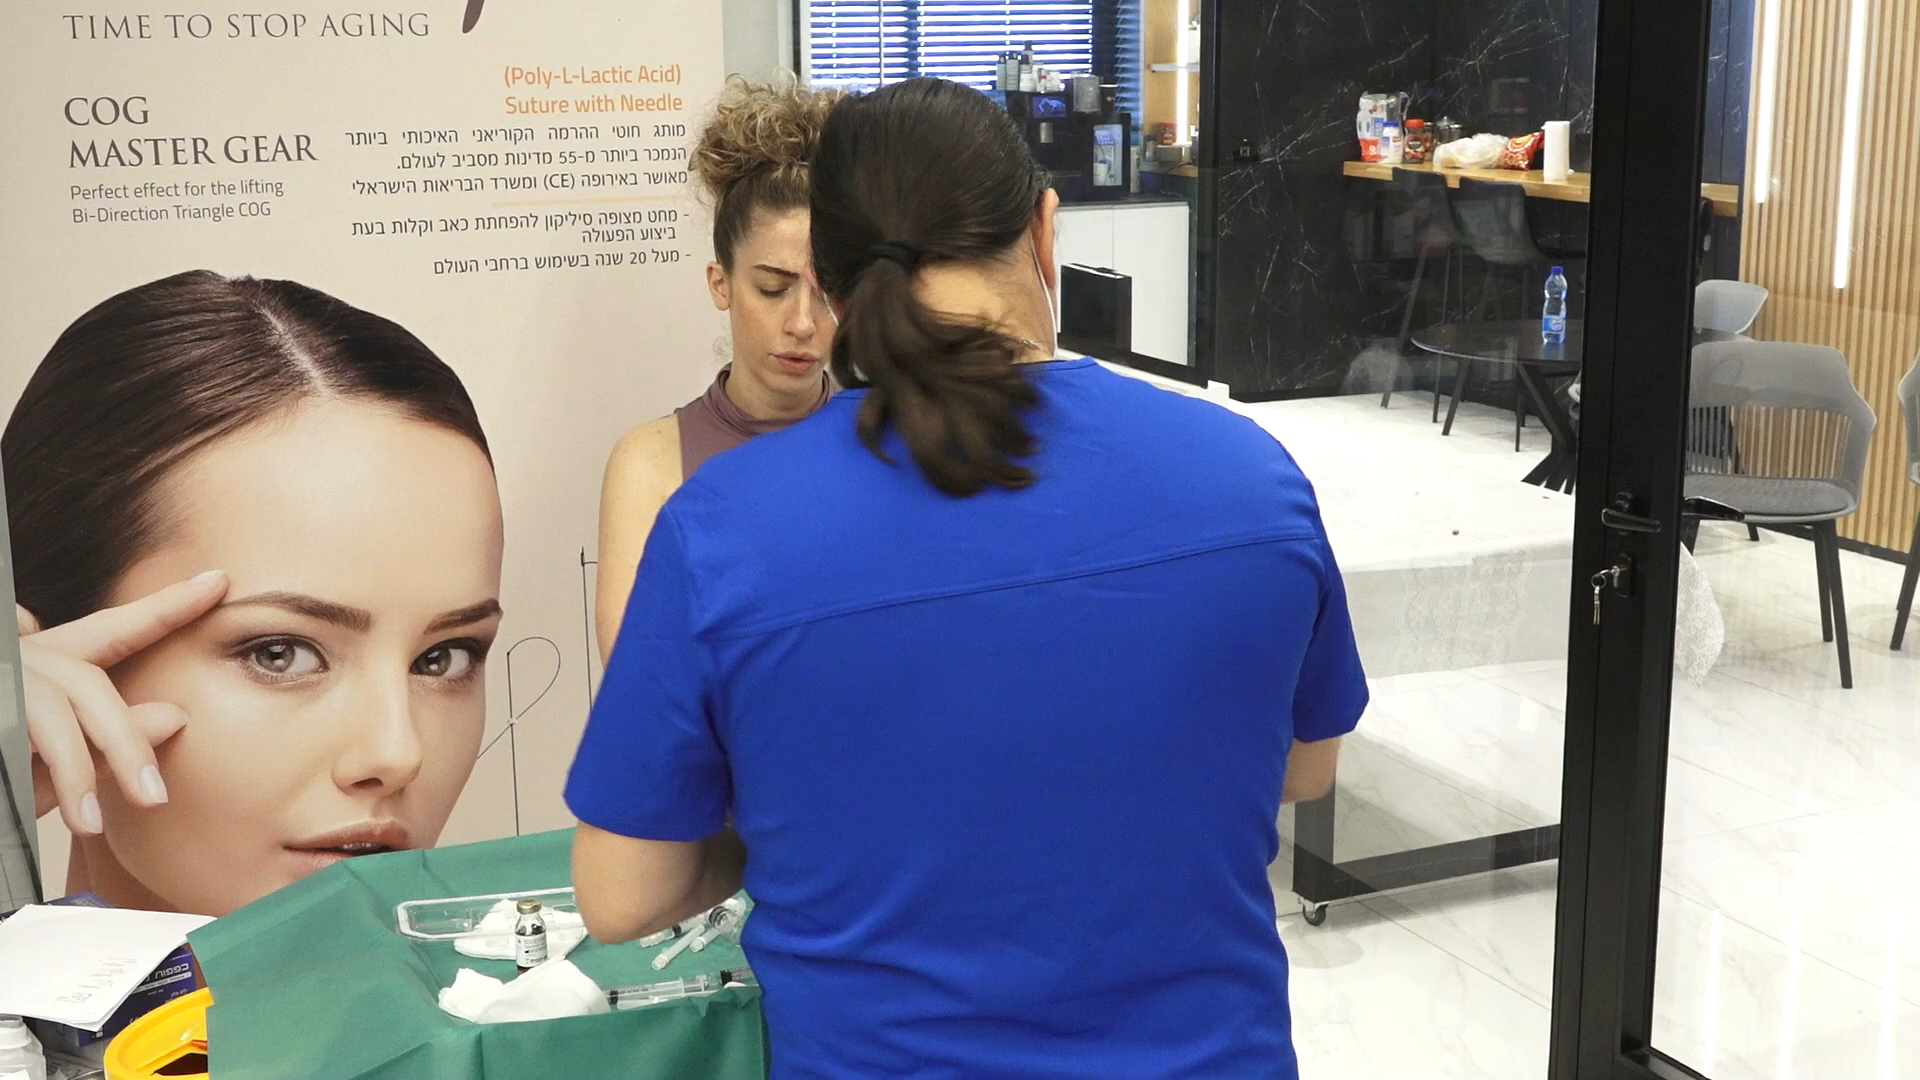 TIME TO STOP AGING
(Poly-L-Lactic Acid)
Suture with Needle
COG
MASTER GEAR
Perfect effect for the lifting
Bi-Direction Triangle COG
מותג חוטי ההרמה הקוריאני האיכותי ביותר
הנמכר ביותר מ-55 מדינות מסביב לעולם.
מאושר באירופה (CE) ומשרד הבריאות הישראלי
- מחט מצופה סיליקון להפחתת כאב וקלות בעת
ביצוע הפעולה
- מעל 20 שנה בשימוש ברחבי העולם